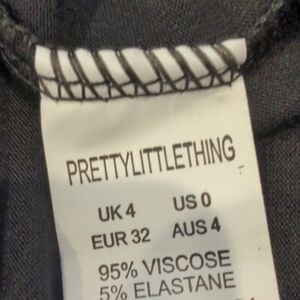 PRETTYLITTLETHING
UK 4 US 0
EUR 32 AUS 4
95% VISCOSE
5% ELASTANE